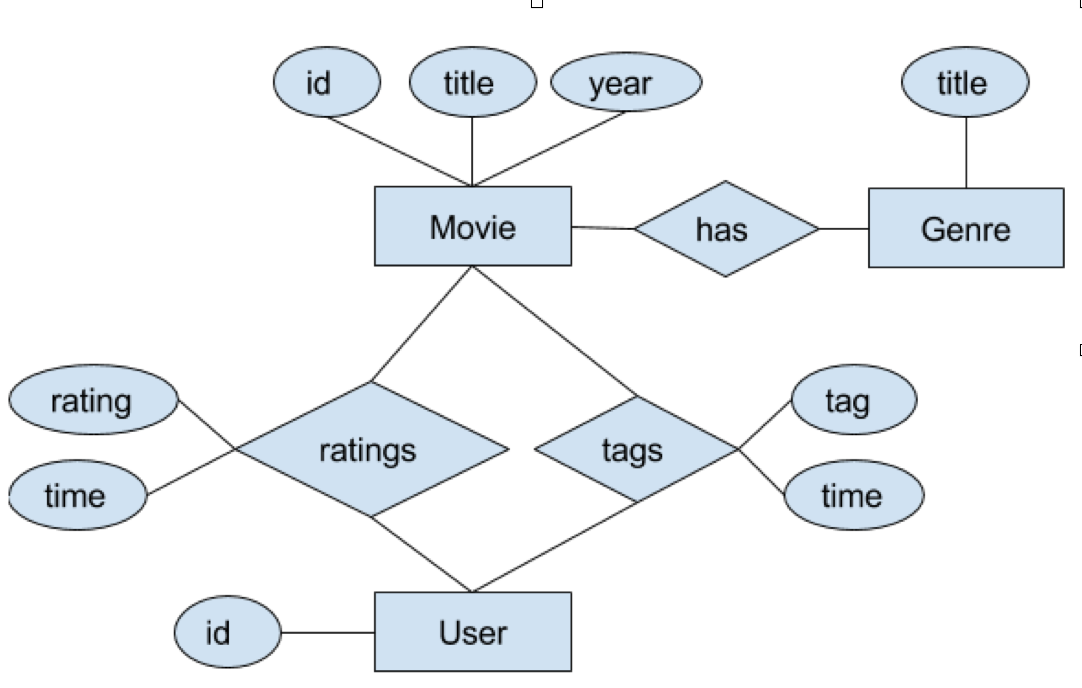 id
title
year
title
Movie
has
Genre
rating
ratings
tags
tag
time
time
id
User